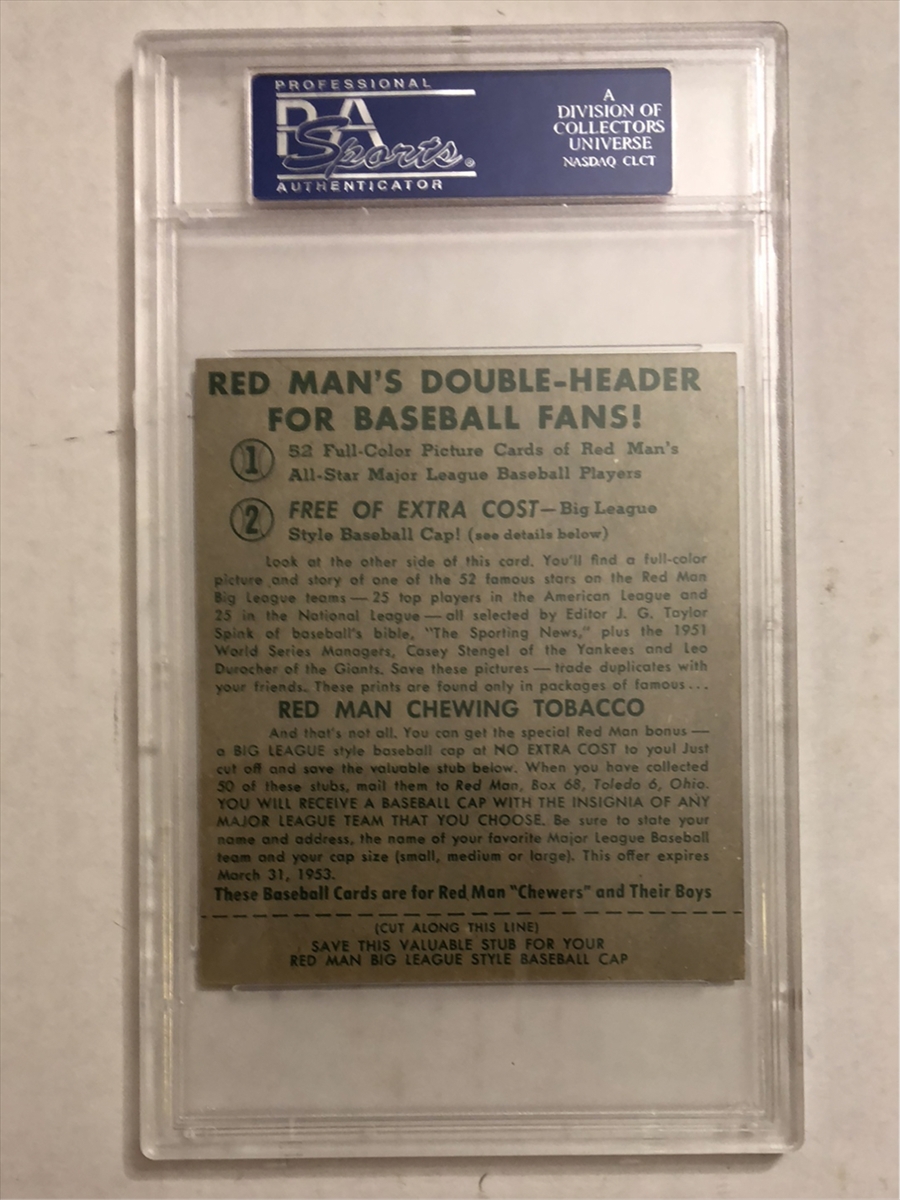 PROFESSIONAL
PSA
Sports®
AUTHENTICATOR
A
DIVISION OF
COLLECTORS
UNIVERSE
NASDAQ CLCT
RED MAN'S DOUBLE-HEADER
FOR BASEBALL FANS!
1 52 Full-Color Picture Cards of Red Man's
All-Star Major League Baseball Players
2 FREE OF EXTRA COST—Big League
Style Baseball Cap! (see details below)
Look at the other side of this card. You'll find a full-color
picture and story of one of the 52 famous stars on the Red Man
Big League teams — 25 top players in the American League and
25 in the National League — all selected by Editor J. G. Taylor
Spink of baseball's bible, "The Sporting News," plus the 1951
World Series Managers, Casey Stengel of the Yankees and Leo
Durocher of the Giants. Save these pictures — trade duplicates with
your friends. These prints are found only in packages of famous...
RED MAN CHEWING TOBACCO
And that's not all. You can get the special Red Man bonus —
a BIG LEAGUE style baseball cap at NO EXTRA COST to you! Just
cut off and save the valuable stub below. When you have collected
50 of these stubs, mail them to Red Man, Box 68, Toledo 6, Ohio.
YOU WILL RECEIVE A BASEBALL CAP WITH THE INSIGNIA OF ANY
MAJOR LEAGUE TEAM THAT YOU CHOOSE. Be sure to state your
name and address, the name of your favorite Major League Baseball
team and your cap size (small, medium or large). This offer expires
March 31, 1953.
These Baseball Cards are for Red Man "Chewers" and Their Boys
(CUT ALONG THIS LINE)
SAVE THIS VALUABLE STUB FOR YOUR
RED MAN BIG LEAGUE STYLE BASEBALL CAP